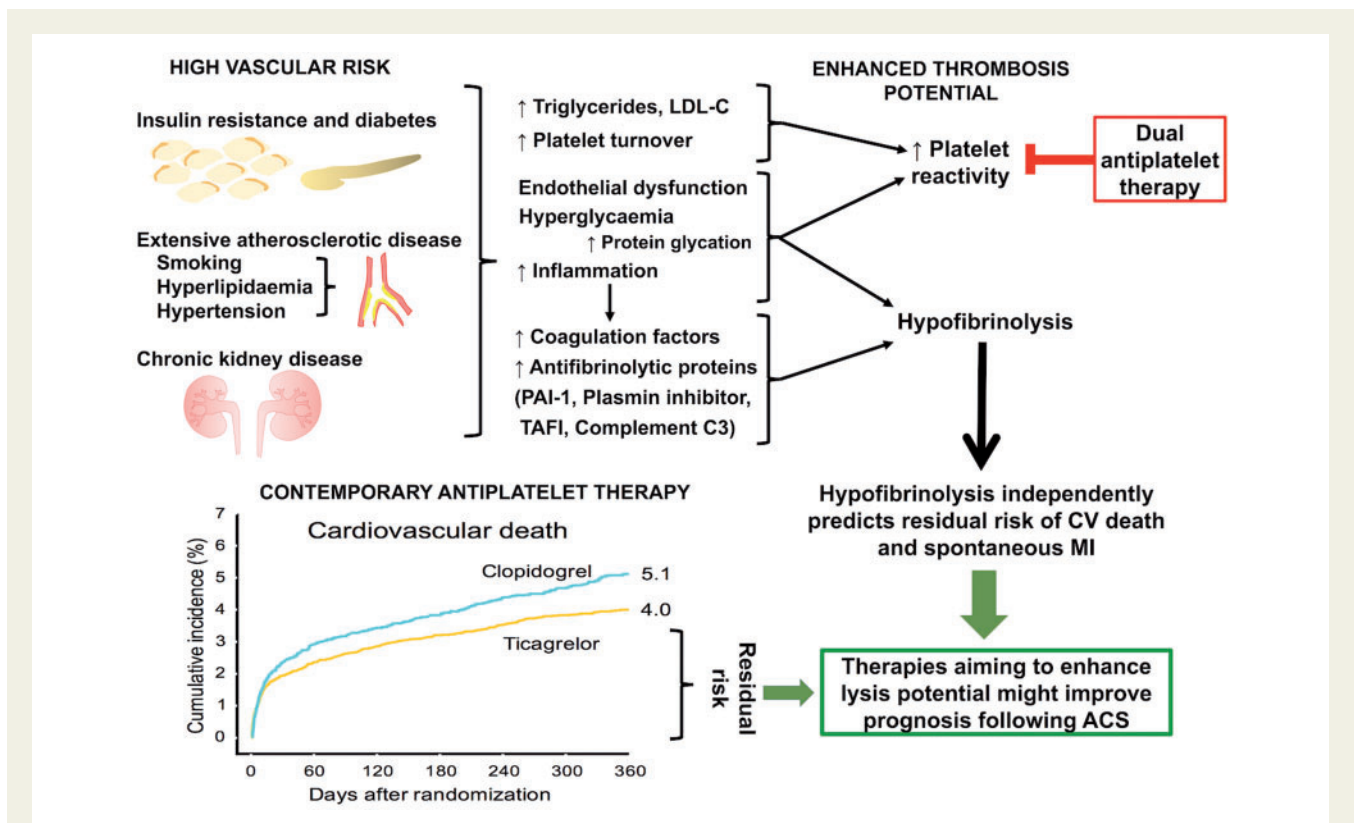 HIGH VASCULAR RISK
Insulin resistance and diabetes
Extensive atherosclerotic disease
Smoking
Hyperlipidaemia
Hypertension
Chronic kidney disease
↑ Triglycerides, LDL-C
↑ Platelet turnover
Endothelial dysfunction
Hyperglycaemia
↑ Protein glycation
↑ Inflammation
↑ Coagulation factors
↑ Antifibrinolytic proteins
(PAI-1, Plasmin inhibitor,
TAFI, Complement C3)
ENHANCED THROMBOSIS
POTENTIAL
↑ Platelet
reactivity
Dual
antiplatelet
therapy
Hypofibrinolysis
Hypofibrinolysis independently
predicts residual risk of CV death
and spontaneous MI
Therapies aiming to enhance
lysis potential might improve
prognosis following ACS
CONTEMPORARY ANTIPLATELET THERAPY
Cardiovascular death
Cumulative incidence (%)
7
6
5
4
3
2
1
0
Clopidogrel
5.1
4.0
Ticagrelor
Residual
risk
0 60 120 180 240 300 360
Days after randomization